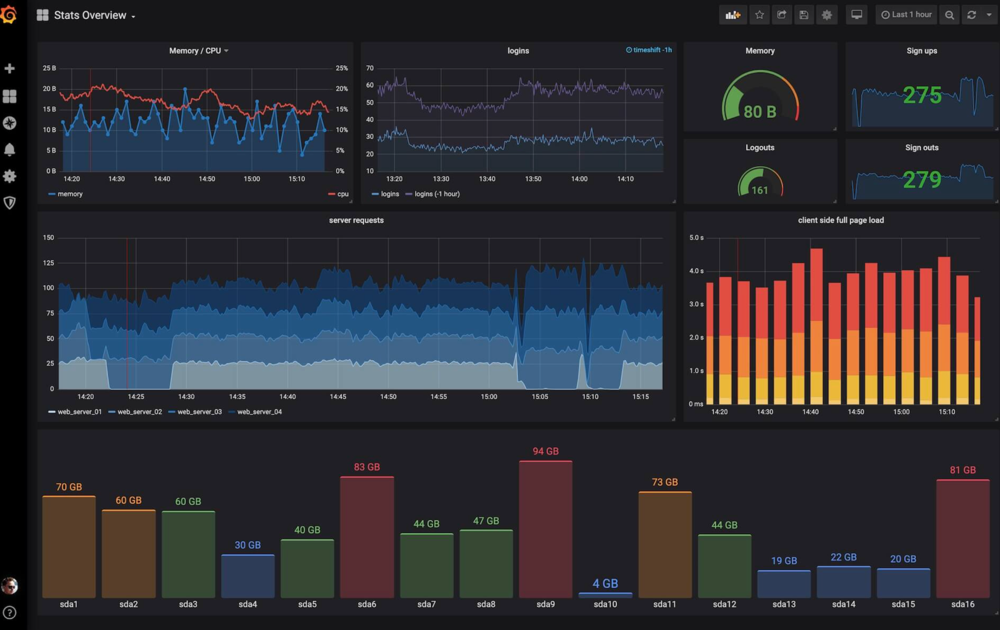 Stats Overview
Last 1 hour
Memory / CPU
25 B
20 B
15 B
10 B
5 B
0 B
25%
20%
15%
10%
5%
0%
14:20 14:30 14:40 14:50 15:00 15:10
memory
cpu
logins
timeshift -1h
70
60
50
40
30
20
10
13:20 13:30 13:40 13:50 14:00 14:10
logins logins (-1 hour)
Memory
80 B
Sign ups
275
Logouts
161
Sign outs
279
server requests
150
125
100
75
50
25
0
14:20 14:25 14:30 14:35 14:40 14:45 14:50 14:55 15:00 15:05 15:10 15:15
web_server_01 web_server_02 web_server_03 web_server_04
client side full page load
5.0 s
4.0 s
3.0 s
2.0 s
1.0 s
0 ms
14:20 14:30 14:40 14:50 15:00 15:10
70 GB 60 GB 60 GB 30 GB 40 GB 83 GB 44 GB 47 GB 94 GB 4 GB 73 GB 44 GB 19 GB 22 GB 20 GB 81 GB
sda1 sda2 sda3 sda4 sda5 sda6 sda7 sda8 sda9 sda10 sda11 sda12 sda13 sda14 sda15 sda16